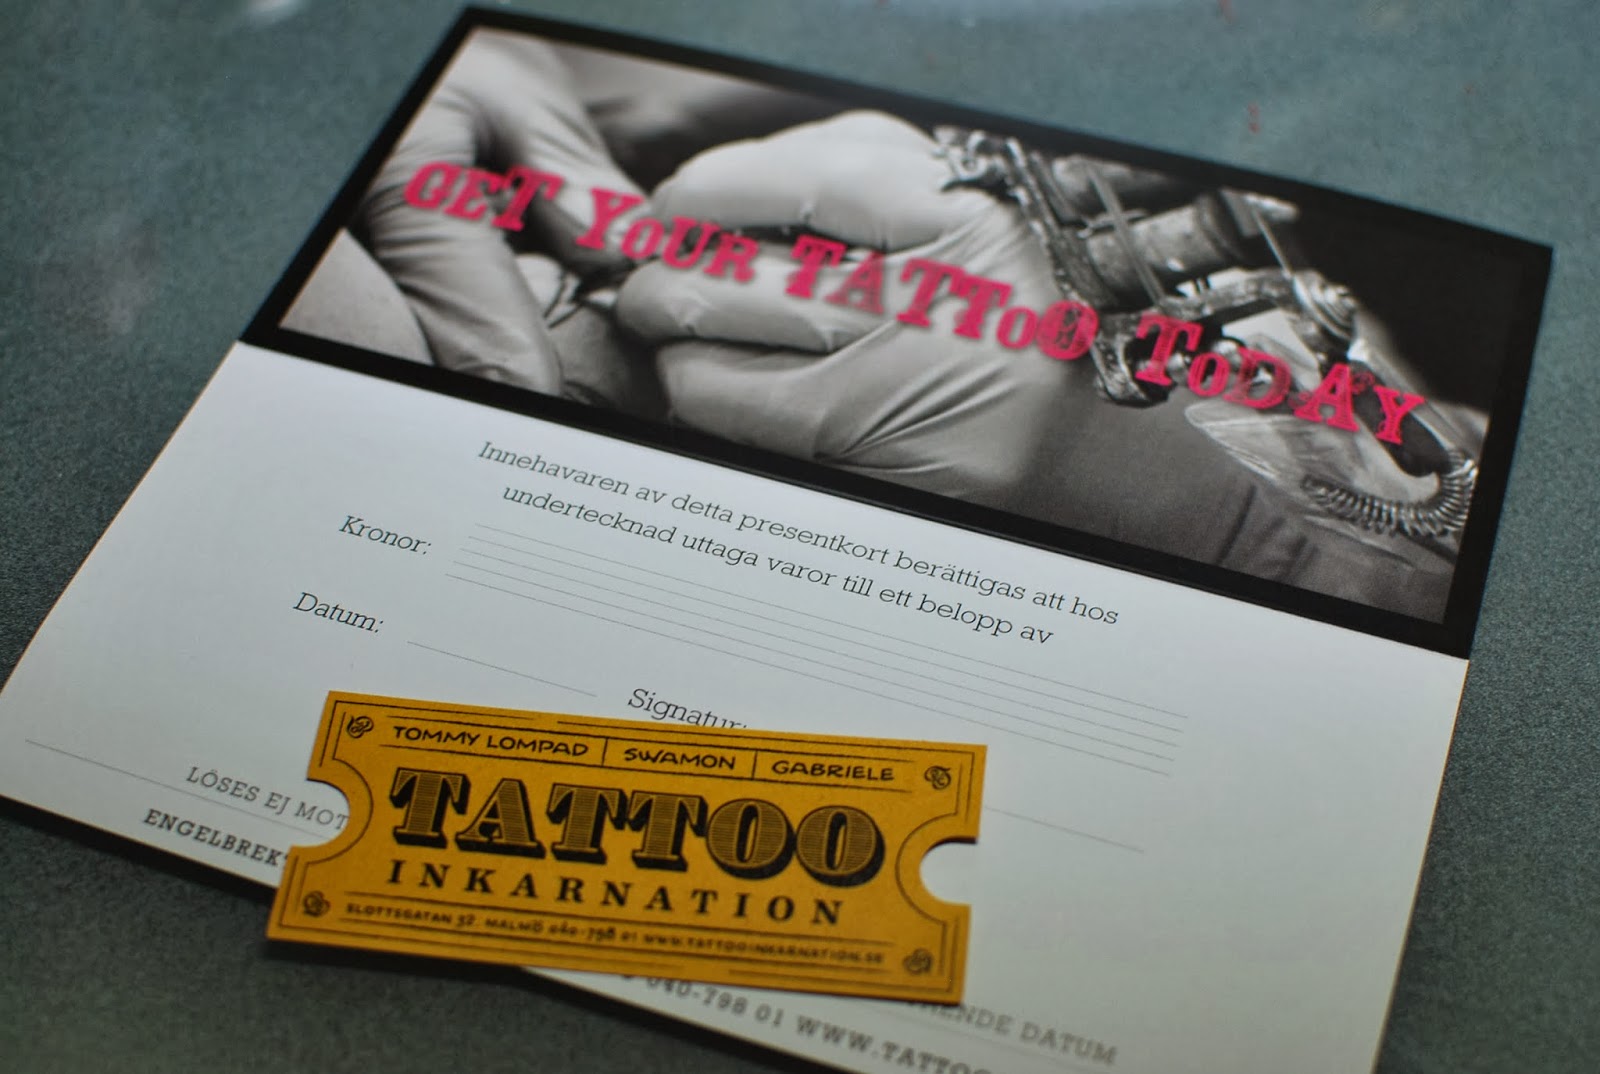 GET YOUR TATTOO TODAY
Innehavaren av detta presentkort berättigas att hos
undertecknad uttaga varor till ett belopp av
Kronor:
Datum:
Signatur:
TOMMY LOMPAD | SWAMON | GABRIELE
TATTOO
INKARNATION
SLOTTSGATAN 32. MALMÖ 040-798 01 WWW.TATTOOINKARNATION.SE
LÖSES EJ MOT
DATUM
ENGELBREKT
040-798 01 WWW.TATTOO